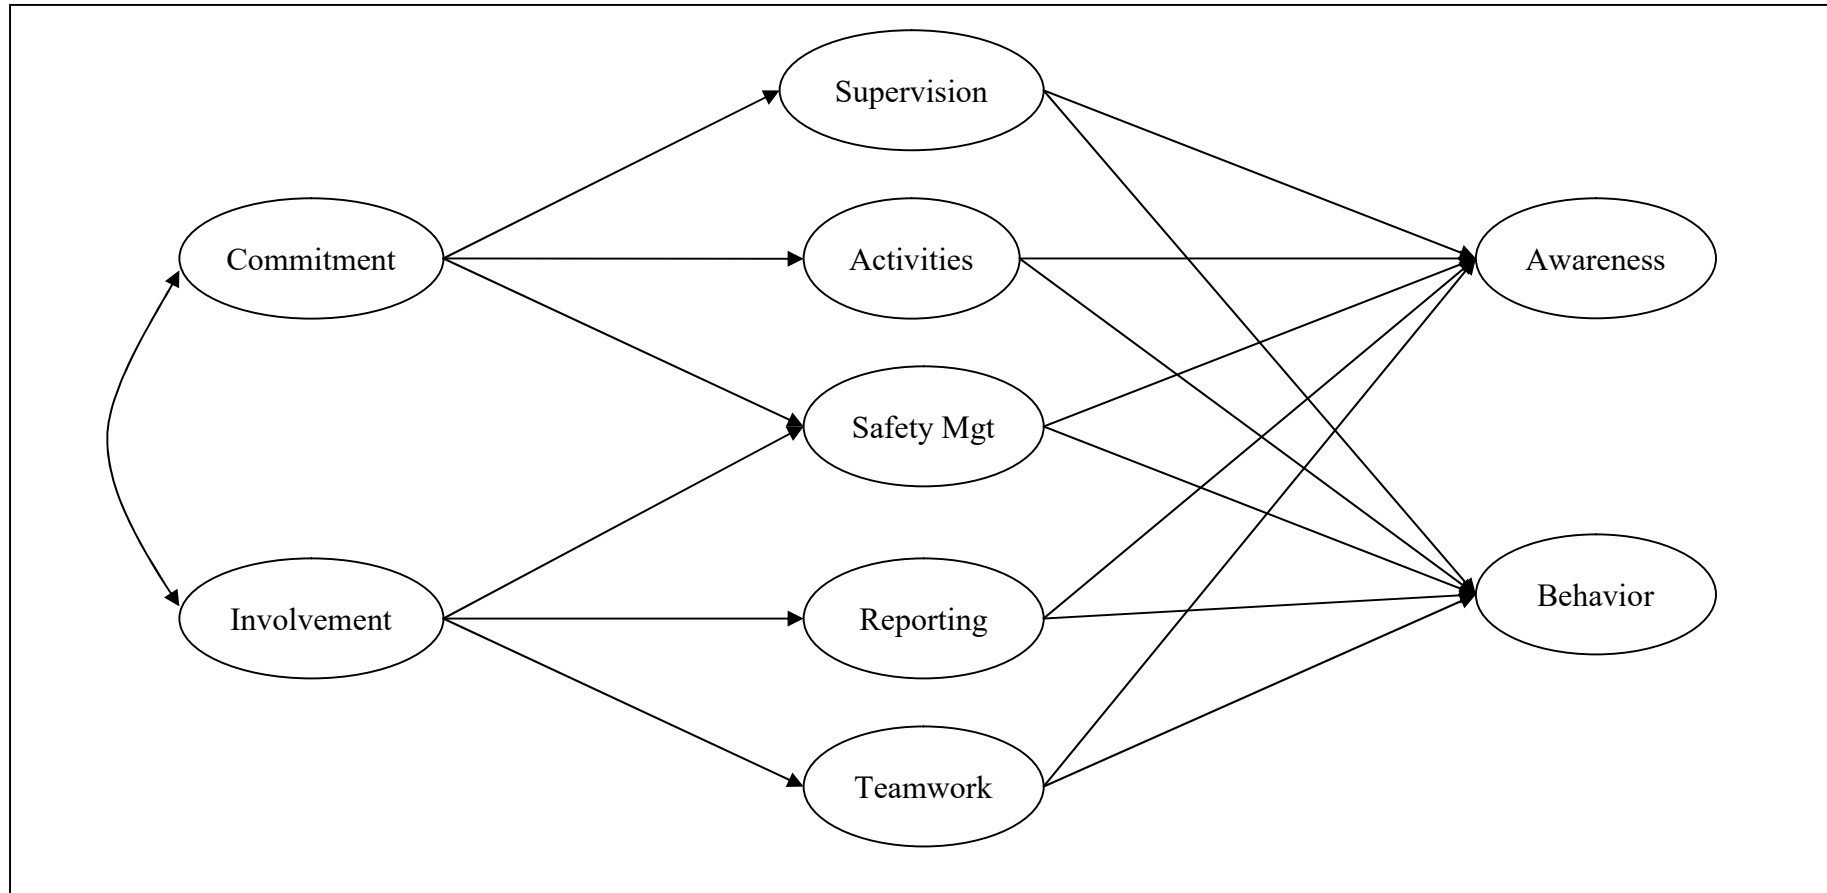 Supervision
Commitment
Activities
Awareness
Safety Mgt
Involvement
Reporting
Behavior
Teamwork